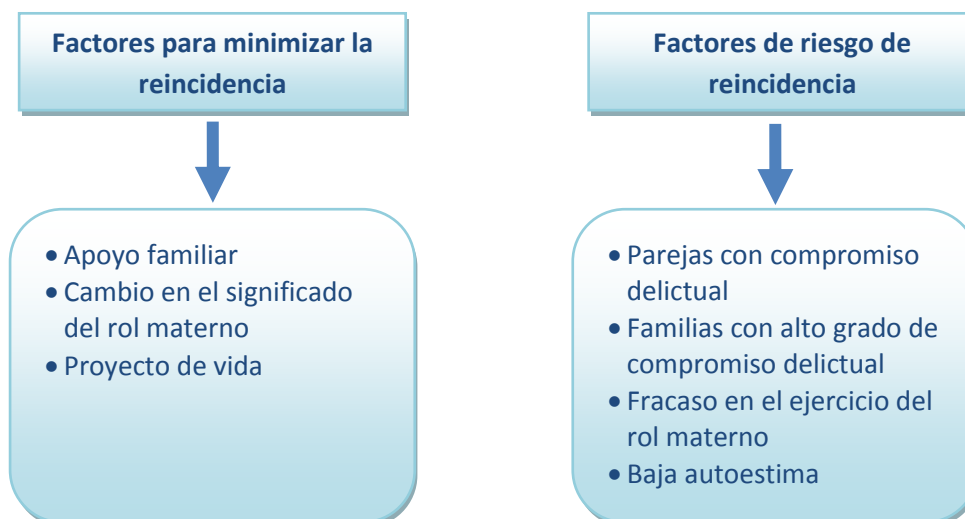 Factores para minimizar la
reincidencia
• Apoyo familiar
• Cambio en el significado
del rol materno
• Proyecto de vida
Factores de riesgo de
reincidencia
• Parejas con compromiso
delictual
• Familias con alto grado de
compromiso delictual
• Fracaso en el ejercicio del
rol materno
• Baja autoestima